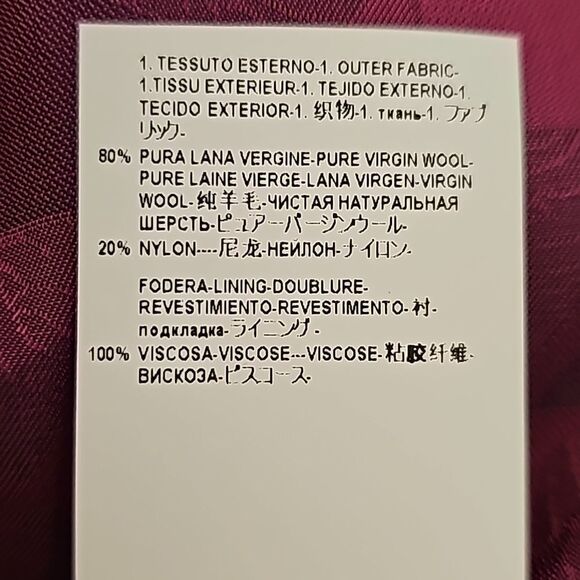 1. TESSUTO ESTERNO-1. OUTER FABRIC-
1.TISSU EXTERIEUR-1. TEJIDO EXTERNO-1.
TECIDO EXTERIOR-1. 织物-1. ткань-1. ファブ
リック-
80% PURA LANA VERGINE-PURE VIRGIN WOOL-
PURE LAINE VIERGE-LANA VIRGEN-VIRGIN
WOOL-纯羊毛-ЧИСТАЯ НАТУРАЛЬНАЯ
ШЕРСТЬ-ピュアーバージンウール-
20% NYLON----尼龙-НЕЙЛОН-ナイロン-
FODERA-LINING-DOUBLURE-
REVESTIMIENTO-REVESTIMENTO-衬-
подкладка-ライニング-
100% VISCOSA-VISCOSE---VISCOSE-粘胶纤维-
ВИСКОЗА-ビスコース-